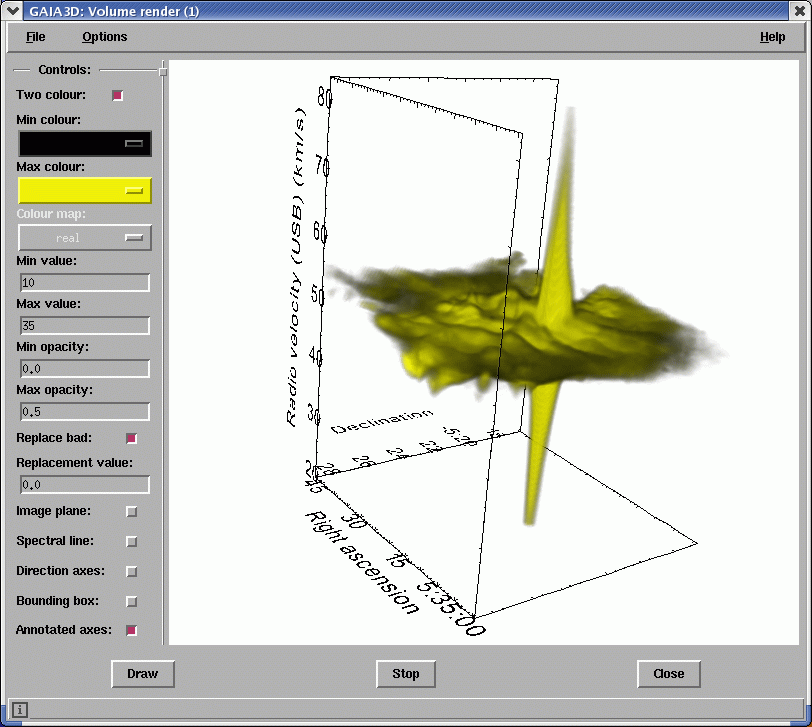 GAIA3D: Volume render (1)
File Options Help
Controls:
Two colour:
Min colour:
Max colour:
Colour map:
real
Min value:
10
Max value:
35
Min opacity:
0.0
Max opacity:
0.5
Replace bad:
Replacement value:
0.0
Image plane:
Spectral line:
Direction axes:
Bounding box:
Annotated axes:
Radio velocity (USB) (km/s)
80
70
60
50
40
30
Declination
28 26 24 22 -5:20
Right ascension
45 30 15 5:35:00
Draw Stop Close